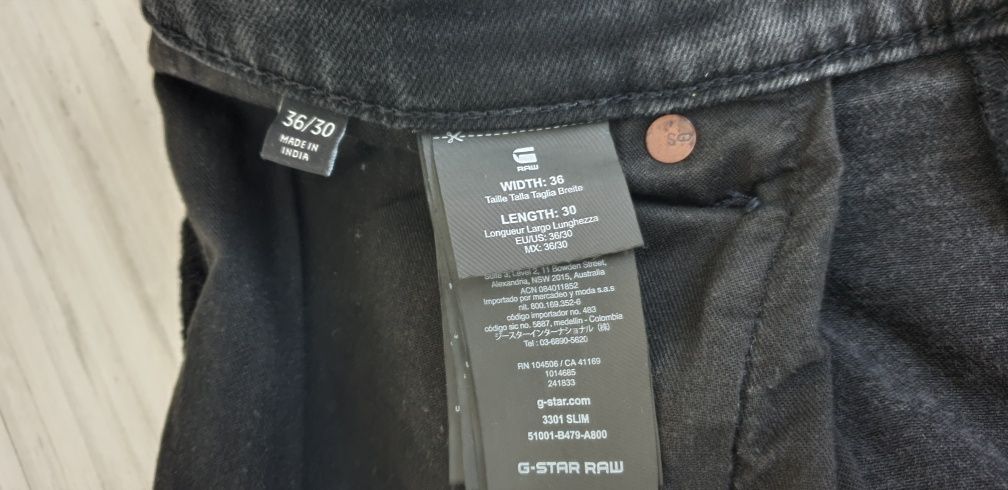 36/30
MADE IN
INDIA
RAW
WIDTH: 36
Taille Talla Taglia Breite
LENGTH: 30
Longueur Largo Lunghezza
EU/US: 36/30
MX: 36/30
Suite 3, Level 2, 11 Bowden Street,
Alexandria, NSW 2015, Australia
ACN 084011852
Importado por mercadeo y moda s.a.s
nit. 800.169.352-6
código importador no. 483
código sic no. 5887, medellin - Colombia
ジースターインターナショナル (株)
Tel : 03-6890-5620
RN 104506 / CA 41169
1014685
241833
g-star.com
3301 SLIM
51001-B479-A800
G-STAR RAW